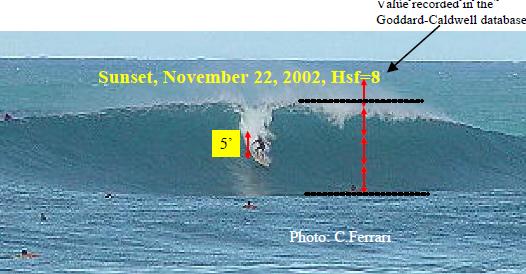 Value recorded in the
Goddard-Caldwell database
Sunset, November 22, 2002, Hsf=8
5’
Photo: C.Ferrari